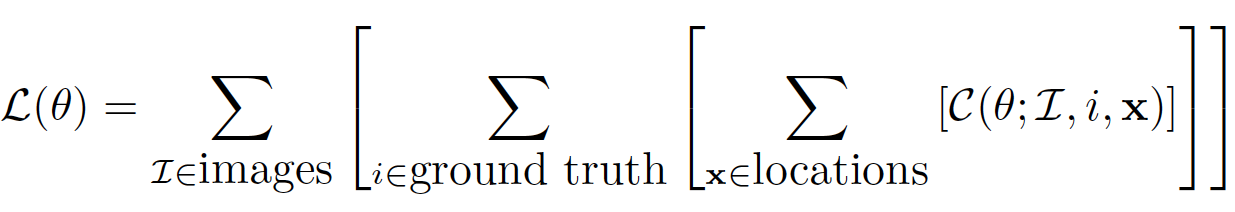 ℒ(θ) = ∑_{ℐ∈images} [ ∑_{i∈ground truth} [ ∑_{𝐱∈locations} [𝒞(θ; ℐ, i, 𝐱)] ] ]